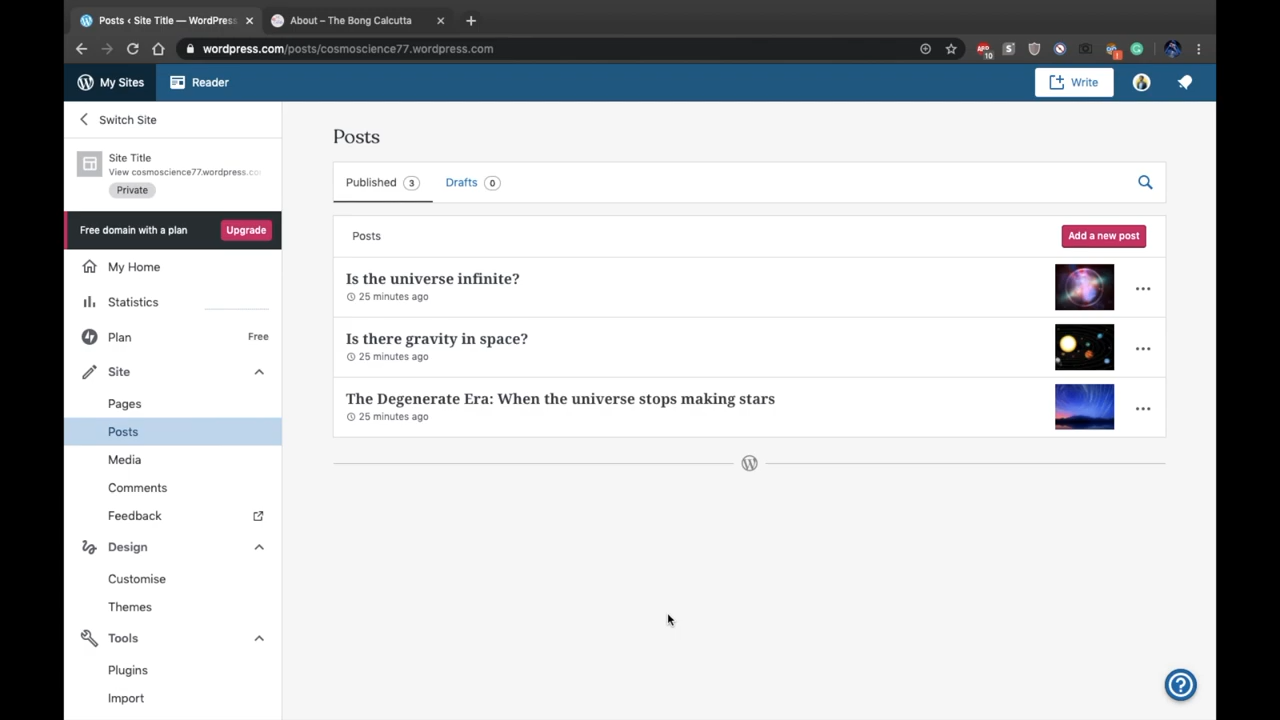 Posts ‹ Site Title — WordPress
About – The Bong Calcutta
wordpress.com/posts/cosmoscience77.wordpress.com
10
S
My Sites
Reader
Write
Switch Site
Site Title
View cosmoscience77.wordpress.co
Private
Free domain with a plan
Upgrade
My Home
Statistics
Plan
Free
Site
Pages
Posts
Media
Comments
Feedback
Design
Customise
Themes
Tools
Plugins
Import
Posts
Published 3
Drafts 0
Posts
Add a new post
Is the universe infinite?
25 minutes ago
Is there gravity in space?
25 minutes ago
The Degenerate Era: When the universe stops making stars
25 minutes ago